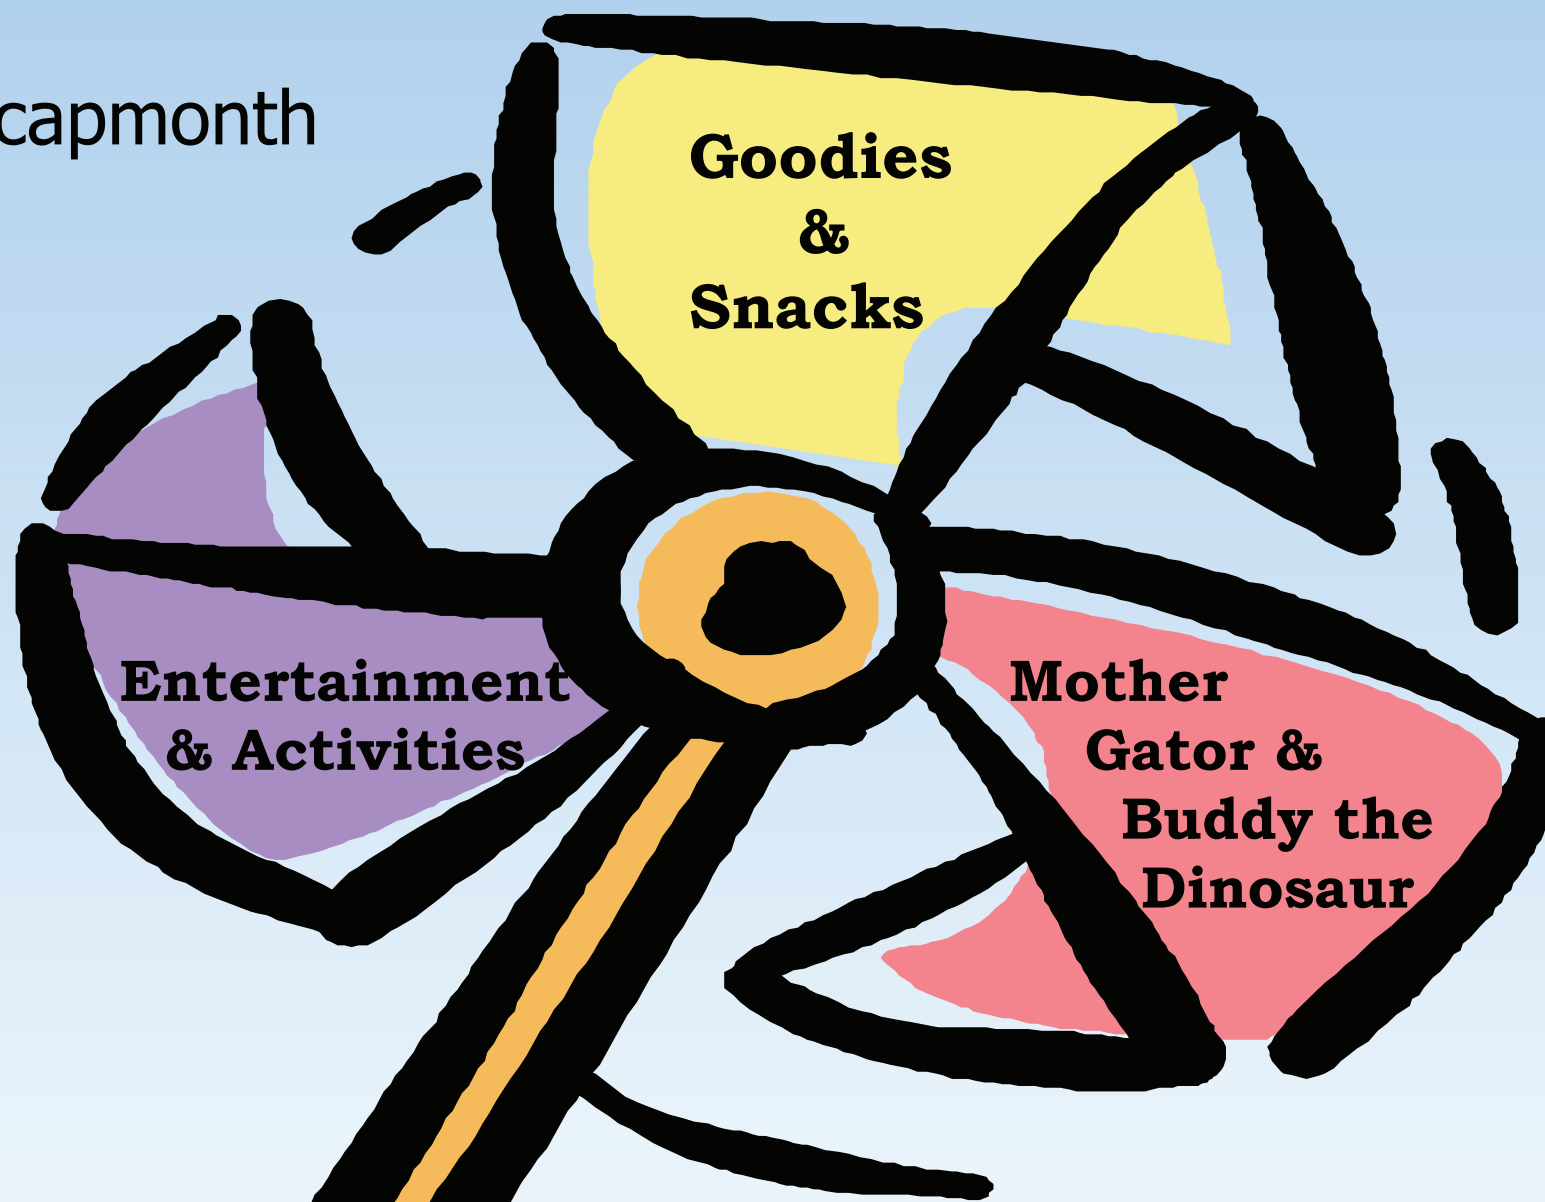 capmonth
Goodies
&
Snacks
Entertainment
& Activities
Mother
Gator &
Buddy the
Dinosaur